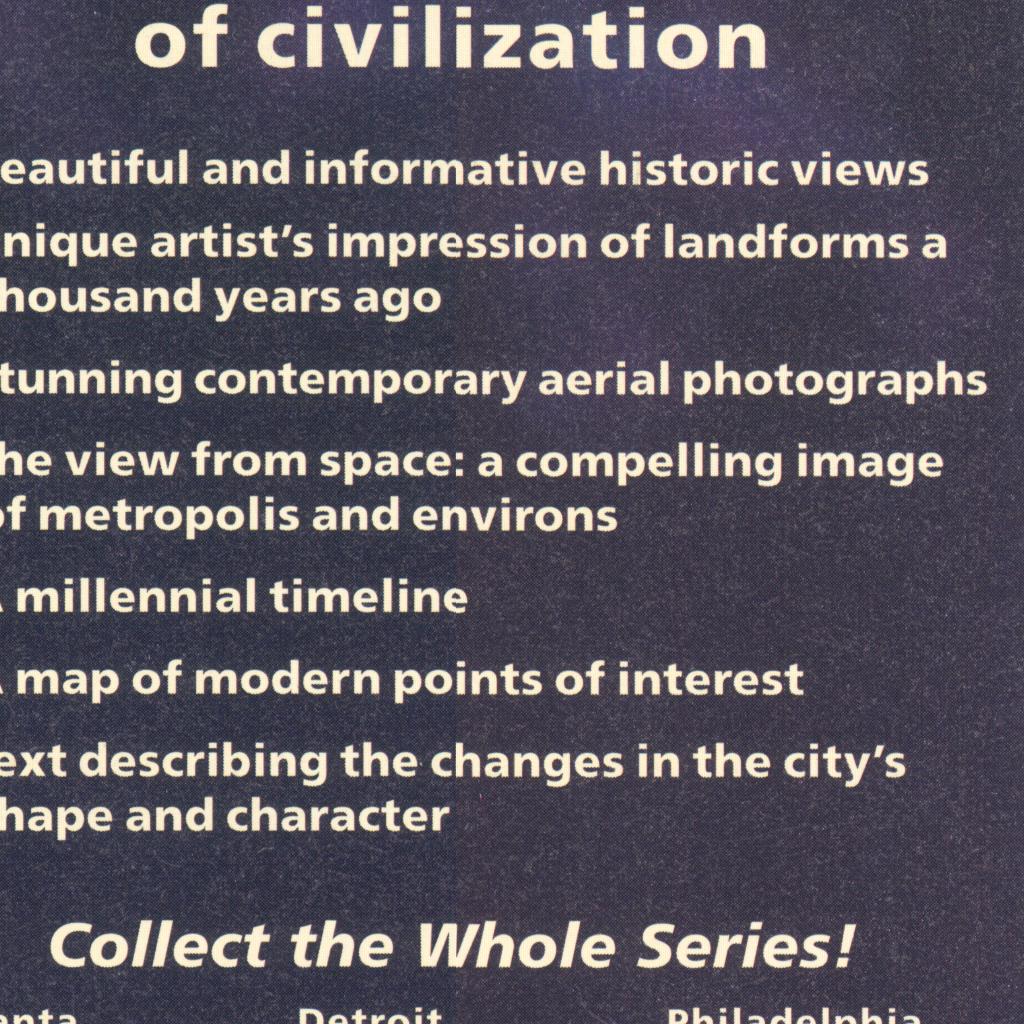 of civilization
eautiful and informative historic views
nique artist's impression of landforms a
housand years ago
tunning contemporary aerial photographs
he view from space: a compelling image
of metropolis and environs
millennial timeline
map of modern points of interest
ext describing the changes in the city's
hape and character
Collect the Whole Series!
anta Detroit Philadelphia